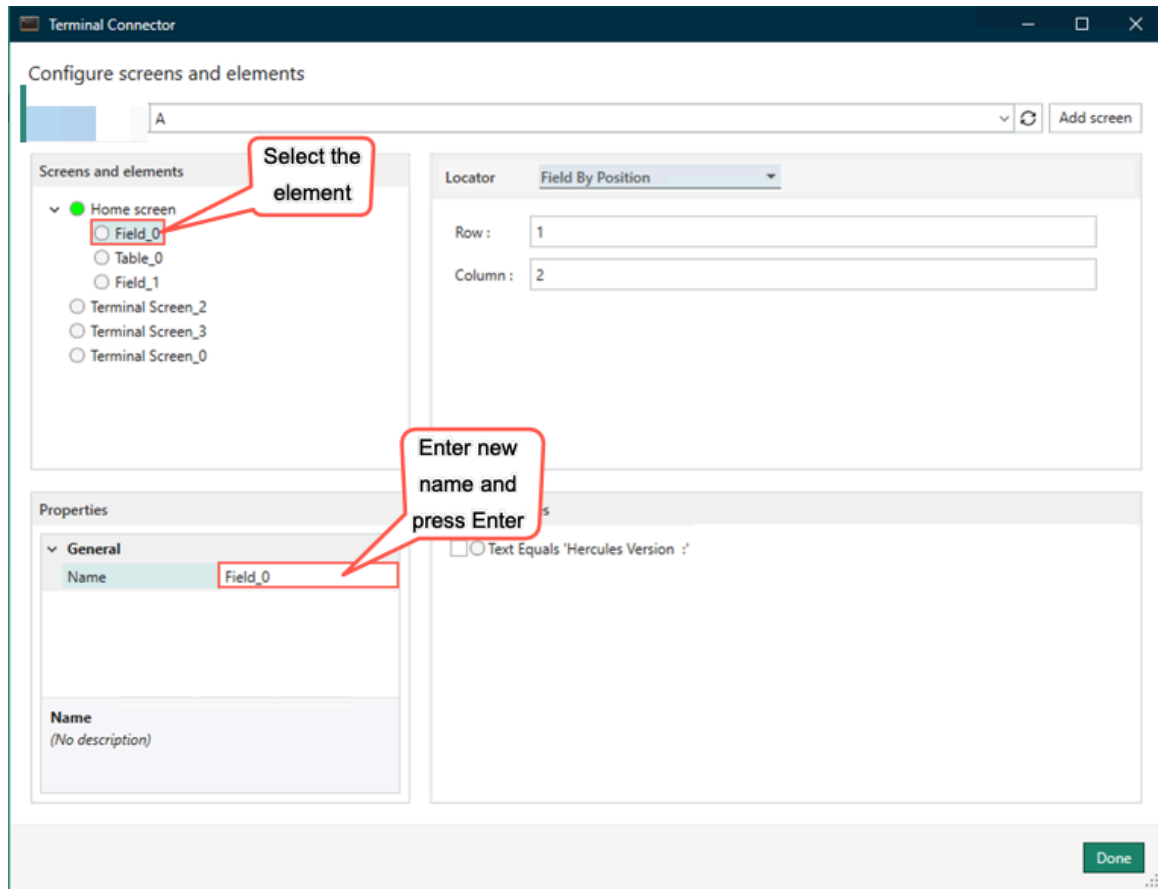 Terminal Connector
Configure screens and elements
A
Add screen
Screens and elements
Select the
element
Home screen
Field_0
Table_0
Field_1
Terminal Screen_2
Terminal Screen_3
Terminal Screen_0
Locator
Field By Position
Row :
1
Column :
2
Enter new
name and
press Enter
Properties
General
Name
Field_0
Name
(No description)
s
Text Equals 'Hercules Version :'
Done